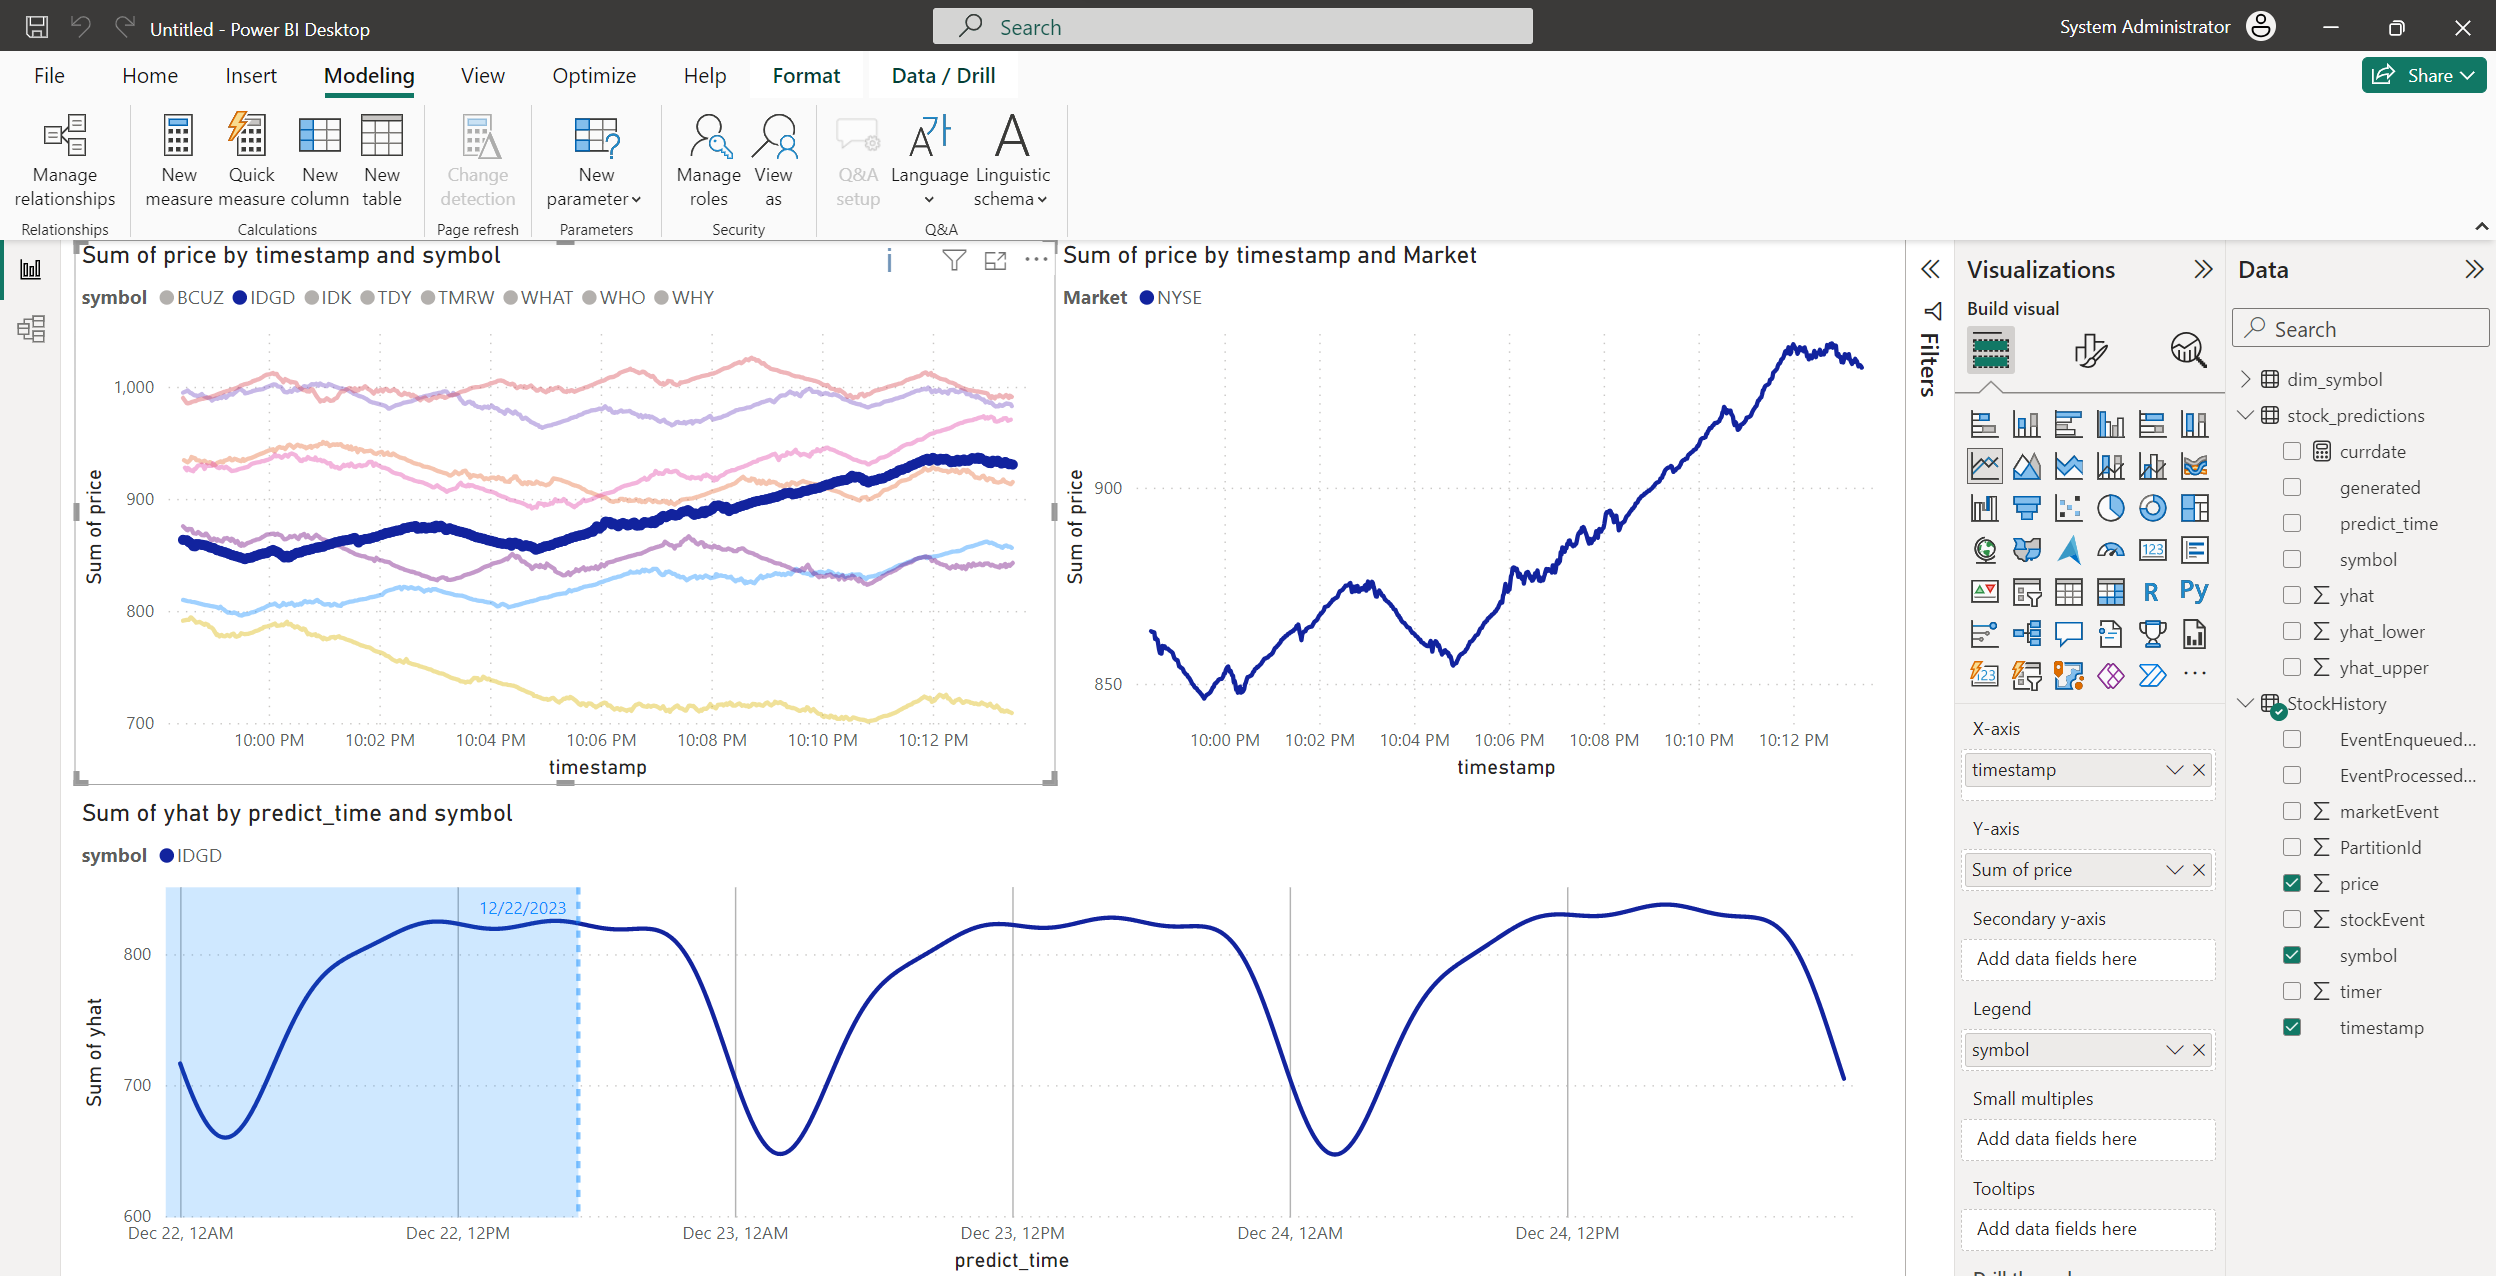 Untitled - Power BI Desktop
Search
System Administrator
File Home Insert Modeling View Optimize Help Format Data / Drill
Share
Manage relationships
New measure
Quick measure
New column
New table
Change detection
New parameter
Manage roles
View as
Q&A setup
Language
Linguistic schema
Relationships Calculations Page refresh Parameters Security Q&A
Sum of price by timestamp and symbol
symbol BCUZ IDGD IDK TDY TMRW WHAT WHO WHY
1,000
900
800
700
Sum of price
10:00 PM 10:02 PM 10:04 PM 10:06 PM 10:08 PM 10:10 PM 10:12 PM
timestamp
Sum of price by timestamp and Market
Market NYSE
900
850
Sum of price
10:00 PM 10:02 PM 10:04 PM 10:06 PM 10:08 PM 10:10 PM 10:12 PM
timestamp
Sum of yhat by predict_time and symbol
symbol IDGD
12/22/2023
800
700
600
Sum of yhat
Dec 22, 12AM Dec 22, 12PM Dec 23, 12AM Dec 23, 12PM Dec 24, 12AM Dec 24, 12PM
predict_time
Filters
Visualizations
Build visual
123
R Py
123
X-axis
timestamp
Y-axis
Sum of price
Secondary y-axis
Add data fields here
Legend
symbol
Small multiples
Add data fields here
Tooltips
Add data fields here
Data
Search
dim_symbol
stock_predictions
currdate
generated
predict_time
symbol
yhat
yhat_lower
yhat_upper
StockHistory
EventEnqueued...
EventProcessed...
marketEvent
PartitionId
price
stockEvent
symbol
timer
timestamp